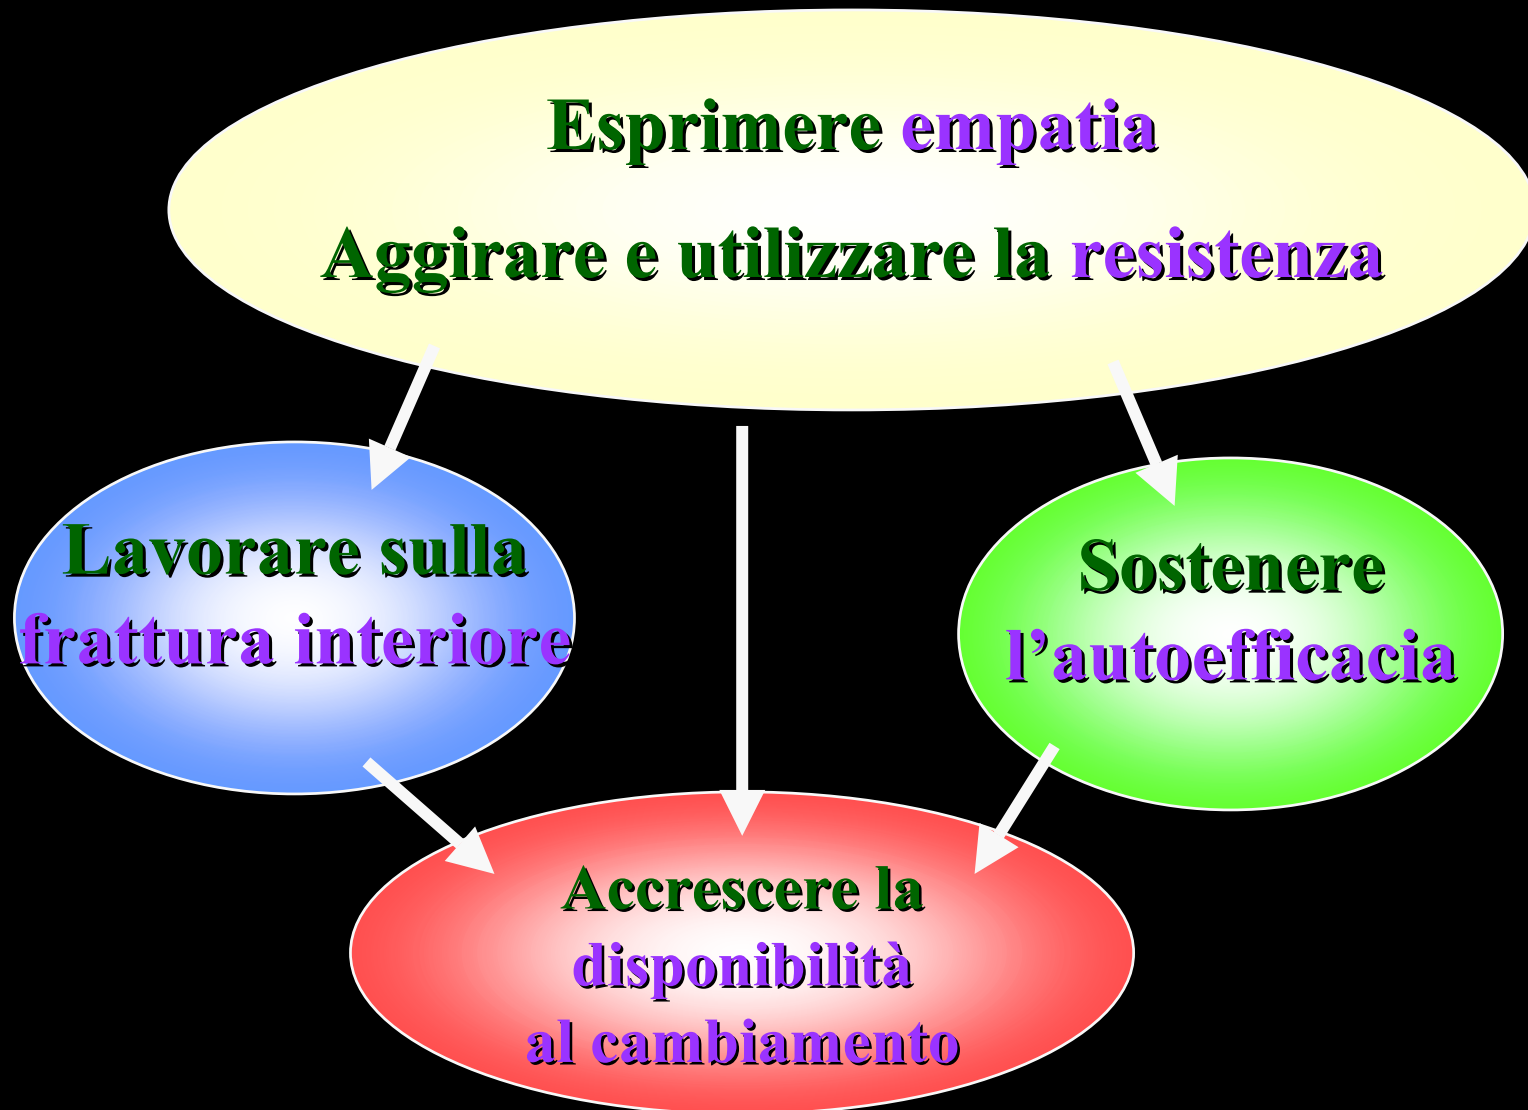 Esprimere empatia
Aggirare e utilizzare la resistenza
Lavorare sulla
frattura interiore
Sostenere
l’autoefficacia
Accrescere la
disponibilità
al cambiamento